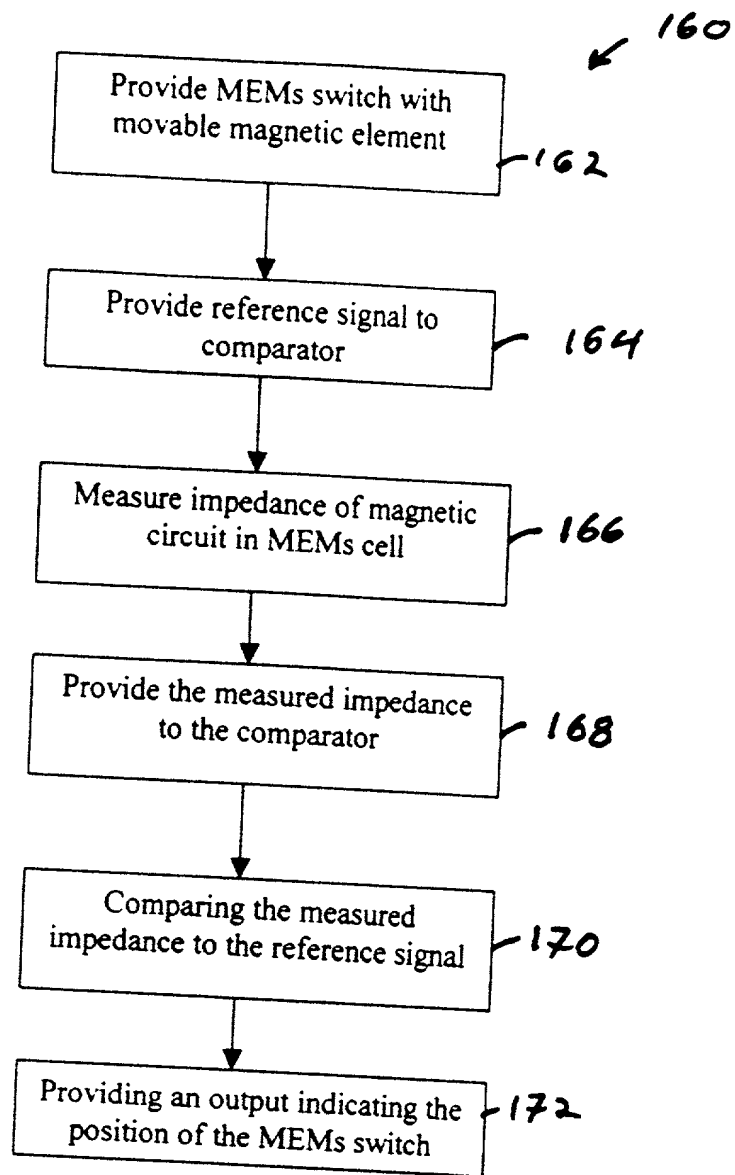 160
Provide MEMs switch with
movable magnetic element
162
Provide reference signal to
comparator
164
Measure impedance of magnetic
circuit in MEMs cell
166
Provide the measured impedance
to the comparator
168
Comparing the measured
impedance to the reference signal
170
Providing an output indicating the
position of the MEMs switch
172